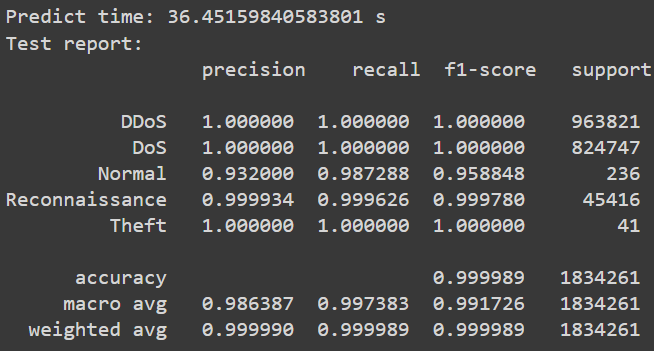 Predict time: 36.45159840583801 s
Test report:
precision recall f1-score support
DDoS 1.000000 1.000000 1.000000 963821
DoS 1.000000 1.000000 1.000000 824747
Normal 0.932000 0.987288 0.958848 236
Reconnaissance 0.999934 0.999626 0.999780 45416
Theft 1.000000 1.000000 1.000000 41
accuracy 0.999989 1834261
macro avg 0.986387 0.997383 0.991726 1834261
weighted avg 0.999990 0.999989 0.999989 1834261